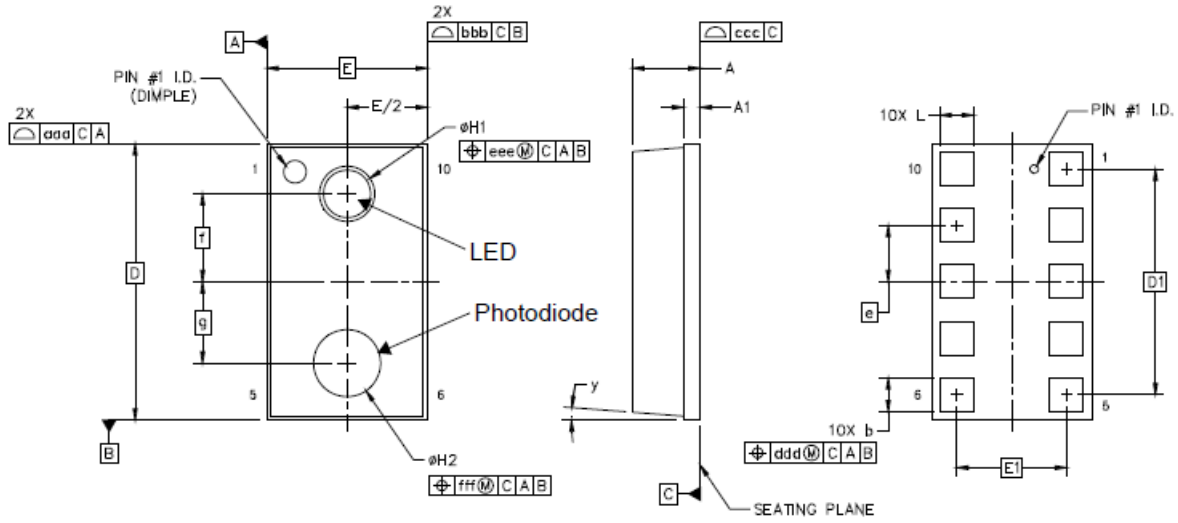 2X
⌓ bbb C B
⌓ ccc C
A
E
A
PIN #1 I.D.
(DIMPLE)
E/2
A1
2X
⌓ aaa C A
øH1
⌖ eee Ⓜ C A B
10X L
PIN #1 I.D.
1
10
10
1
f
LED
D
e
D1
g
Photodiode
5
6
y
6
5
B
10X b
⌖ ddd Ⓜ C A B
øH2
⌖ fff Ⓜ C A B
E1
C
SEATING PLANE